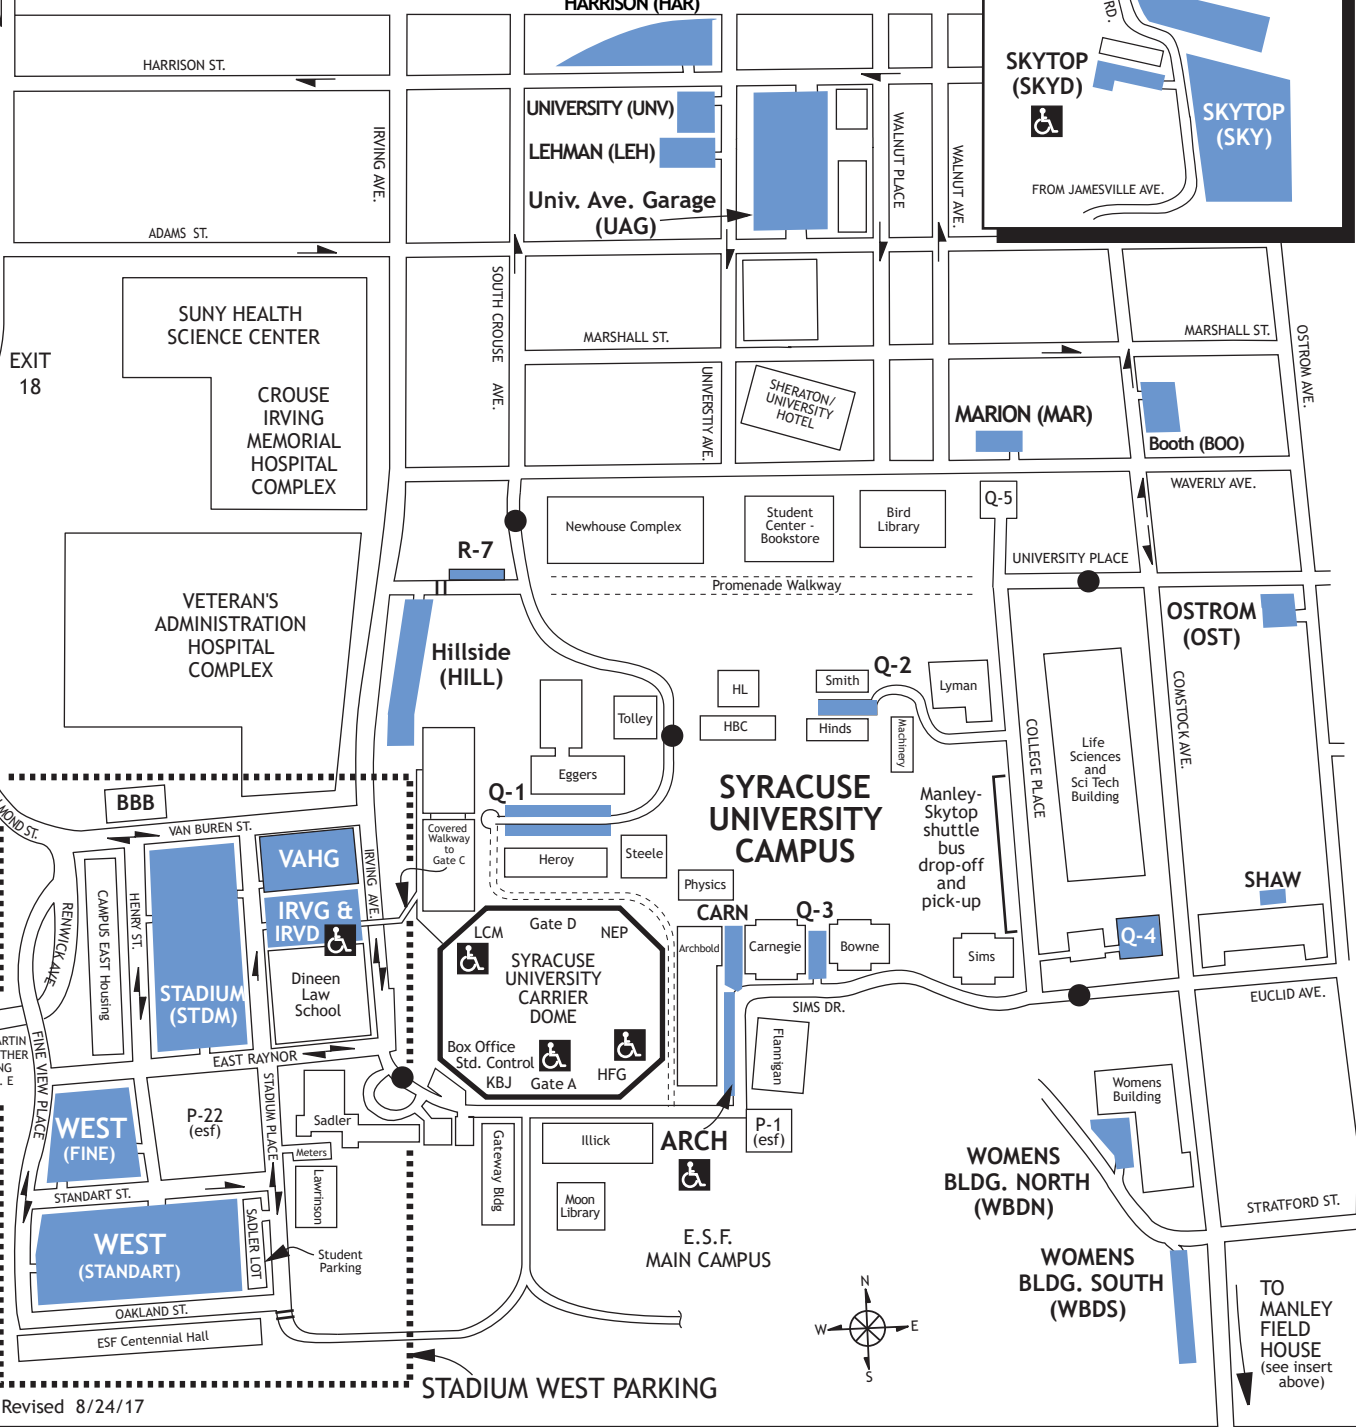 HARRISON (HAR)
HARRISON ST.
IRVING AVE.
UNIVERSITY (UNV)
LEHMAN (LEH)
Univ. Ave. Garage
(UAG)
WALNUT PLACE
WALNUT AVE.
RD.
SKYTOP
(SKYD)
SKYTOP
(SKY)
FROM JAMESVILLE AVE.
ADAMS ST.
SUNY HEALTH
SCIENCE CENTER
EXIT
18
CROUSE
IRVING
MEMORIAL
HOSPITAL
COMPLEX
SOUTH CROUSE AVE.
MARSHALL ST.
UNIVERSTIY AVE.
SHERATON/
UNIVERSITY
HOTEL
MARSHALL ST.
OSTROM AVE.
MARION (MAR)
Booth (BOO)
WAVERLY AVE.
Newhouse Complex
Student
Center -
Bookstore
Bird
Library
Q-5
R-7
UNIVERSITY PLACE
Promenade Walkway
VETERAN'S
ADMINISTRATION
HOSPITAL
COMPLEX
Hillside
(HILL)
OSTROM
(OST)
HL
Smith
Q-2
Lyman
Tolley
HBC
Hinds
Machinery
COLLEGE PLACE
COMSTOCK AVE.
Life
Sciences
and
Sci Tech
Building
Eggers
Q-1
SYRACUSE
UNIVERSITY
CAMPUS
Manley-
Skytop
shuttle
bus
drop-off
and
pick-up
BBB
MOND ST.
VAN BUREN ST.
VAHG
IRVING AVE.
Covered
Walkway
to
Gate C
Heroy
Steele
Physics
CARN
Q-3
SHAW
IRVG &
IRVD
RENWICK AVE
CAMPUS EAST Housing
HENRY ST.
LCM
Gate D
NEP
SYRACUSE
UNIVERSITY
CARRIER
DOME
Archbold
Carnegie
Bowne
Sims
Q-4
Dineen
Law
School
STADIUM
(STDM)
EUCLID AVE.
SIMS DR.
Box Office
Std. Control
KBJ
Gate A
HFG
Flannigan
ARTIN
THER
NG
. E
FINE VIEW PLACE
EAST RAYNOR
STADIUM PLACE
Womens
Building
WEST
(FINE)
P-22
(esf)
Sadler
Meters
Lawrinson
Gateway Bldg
Illick
ARCH
P-1
(esf)
WOMENS
BLDG. NORTH
(WBDN)
STANDART ST.
Moon
Library
STRATFORD ST.
WEST
(STANDART)
SADLER LOT
Student
Parking
E.S.F.
MAIN CAMPUS
WOMENS
BLDG. SOUTH
(WBDS)
N
W
E
S
TO
MANLEY
FIELD
HOUSE
(see insert
above)
OAKLAND ST.
ESF Centennial Hall
STADIUM WEST PARKING
Revised 8/24/17